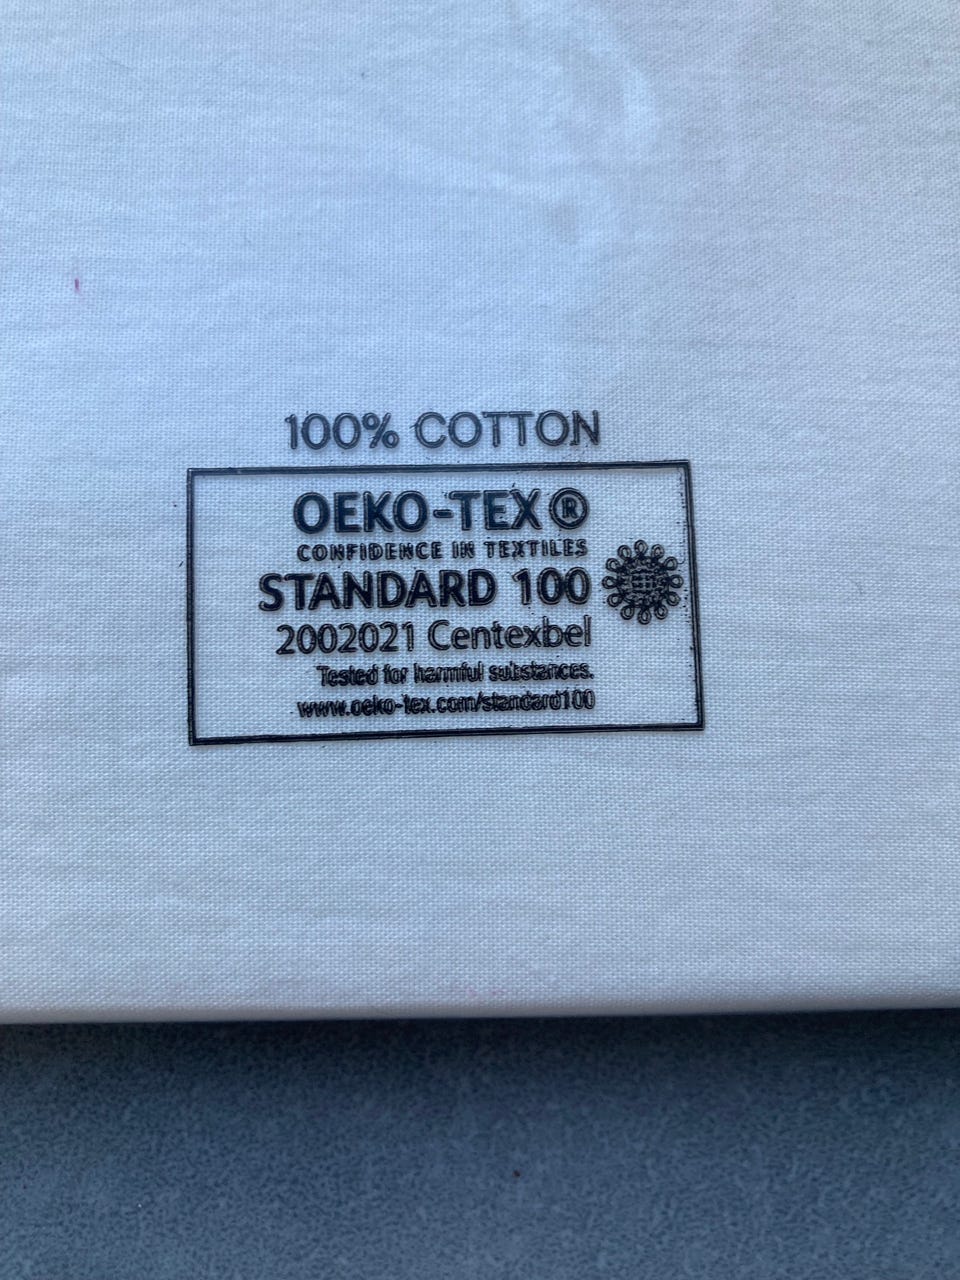 100% COTTON
OEKO-TEX®
CONFIDENCE IN TEXTILES
STANDARD 100
2002021 Centexbel
Tested for harmful substances.
www.oeko-tex.com/standard100